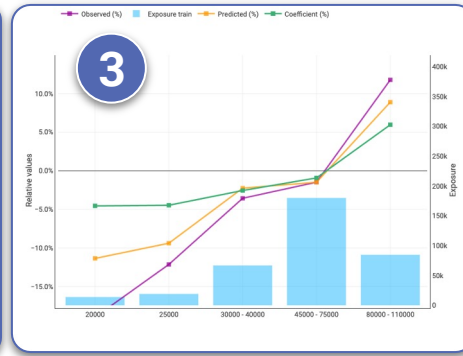 Observed (%) Exposure train Predicted (%) Coefficient (%)
3
Relative values
10.0%
5.0%
0.0%
−5.0%
−10.0%
−15.0%
400k
350k
300k
250k
200k
150k
100k
50k
0
Exposure
20000 25000 30000 - 40000 45000 - 75000 80000 - 110000